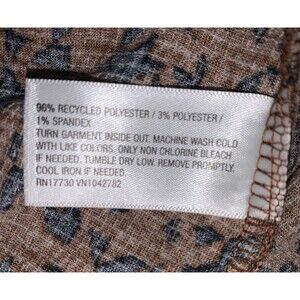 96% RECYCLED POLYESTER / 3% POLYESTER /
1% SPANDEX
TURN GARMENT INSIDE OUT. MACHINE WASH COLD
WITH LIKE COLORS. ONLY NON CHLORINE BLEACH
IF NEEDED. TUMBLE DRY LOW. REMOVE PROMPTLY.
COOL IRON IF NEEDED.
RN17730 VN1042782